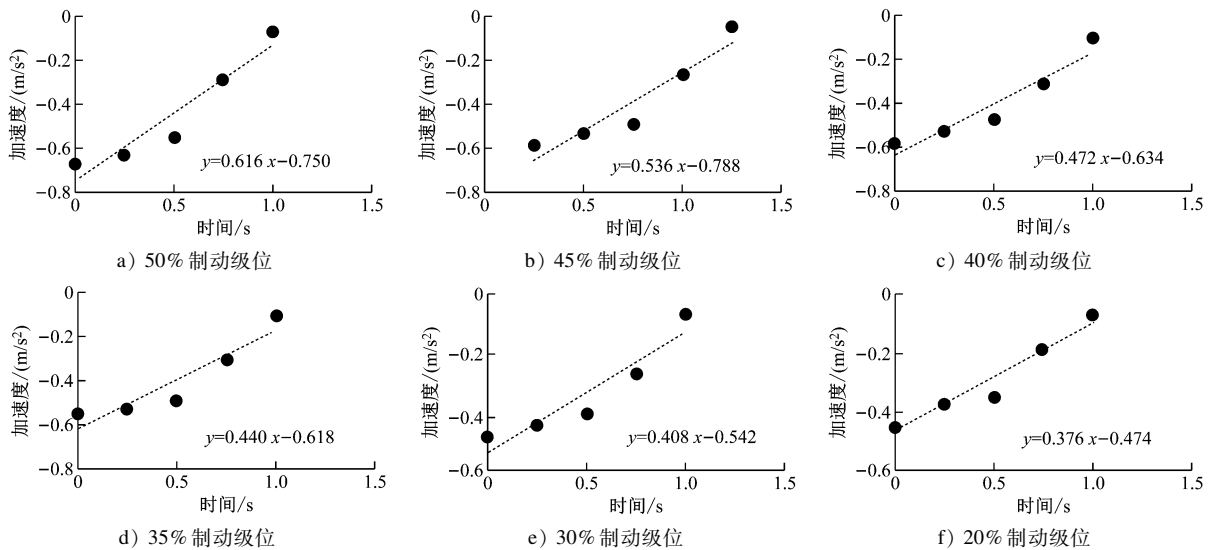 0
−0.2
−0.4
−0.6
−0.8
加速度/(m/s²)
y=0.616 x−0.750
0 0.5 1.0 1.5
时间/s
a) 50% 制动级位
0
−0.2
−0.4
−0.6
−0.8
加速度/(m/s²)
y=0.536 x−0.788
0 0.5 1.0 1.5
时间/s
b) 45% 制动级位
0
−0.2
−0.4
−0.6
−0.8
加速度/(m/s²)
y=0.472 x−0.634
0 0.5 1.0 1.5
时间/s
c) 40% 制动级位
0
−0.2
−0.4
−0.6
−0.8
加速度/(m/s²)
y=0.440 x−0.618
0 0.5 1.0 1.5
时间/s
d) 35% 制动级位
0
−0.2
−0.4
−0.6
加速度/(m/s²)
y=0.408 x−0.542
0 0.5 1.0 1.5
时间/s
e) 30% 制动级位
0
−0.2
−0.4
−0.6
加速度/(m/s²)
y=0.376 x−0.474
0 0.5 1.0 1.5
时间/s
f) 20% 制动级位